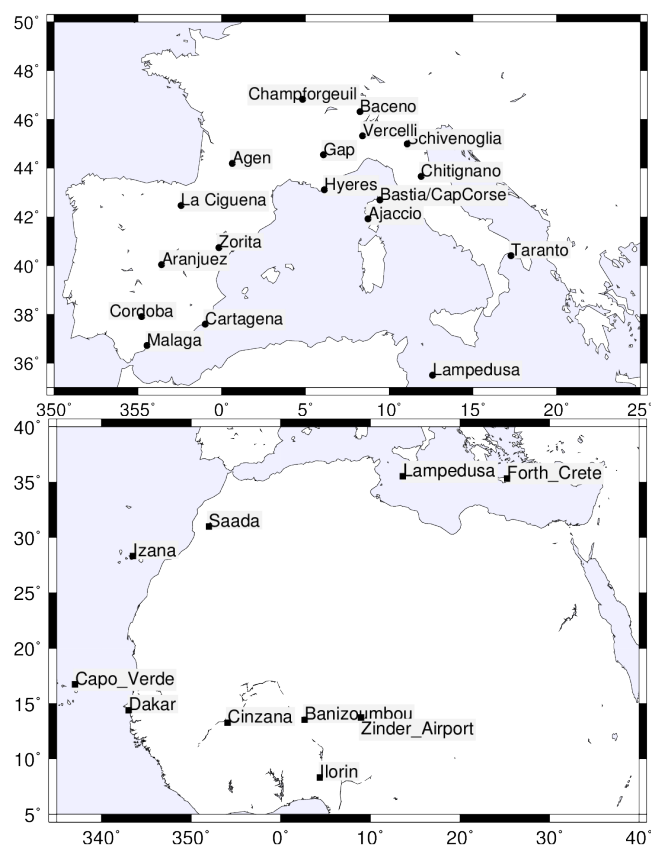 50°
48°
Champforgeuil
Baceno
46°
Vercelli
Schivenoglia
Gap
Agen
44°
Chitignano
Hyeres
Bastia/CapCorse
La Ciguena
Ajaccio
42°
Zorita
Taranto
Aranjuez
40°
Cordoba
Cartagena
38°
Malaga
36°
Lampedusa
350° 355° 0° 5° 10° 15° 20° 25°
40°
35°
Lampedusa
Forth_Crete
30°
Saada
Izana
25°
20°
Capo_Verde
15°
Dakar
Cinzana
Banizoumbou
Zinder_Airport
10°
Ilorin
5°
340° 350° 0° 10° 20° 30° 40°